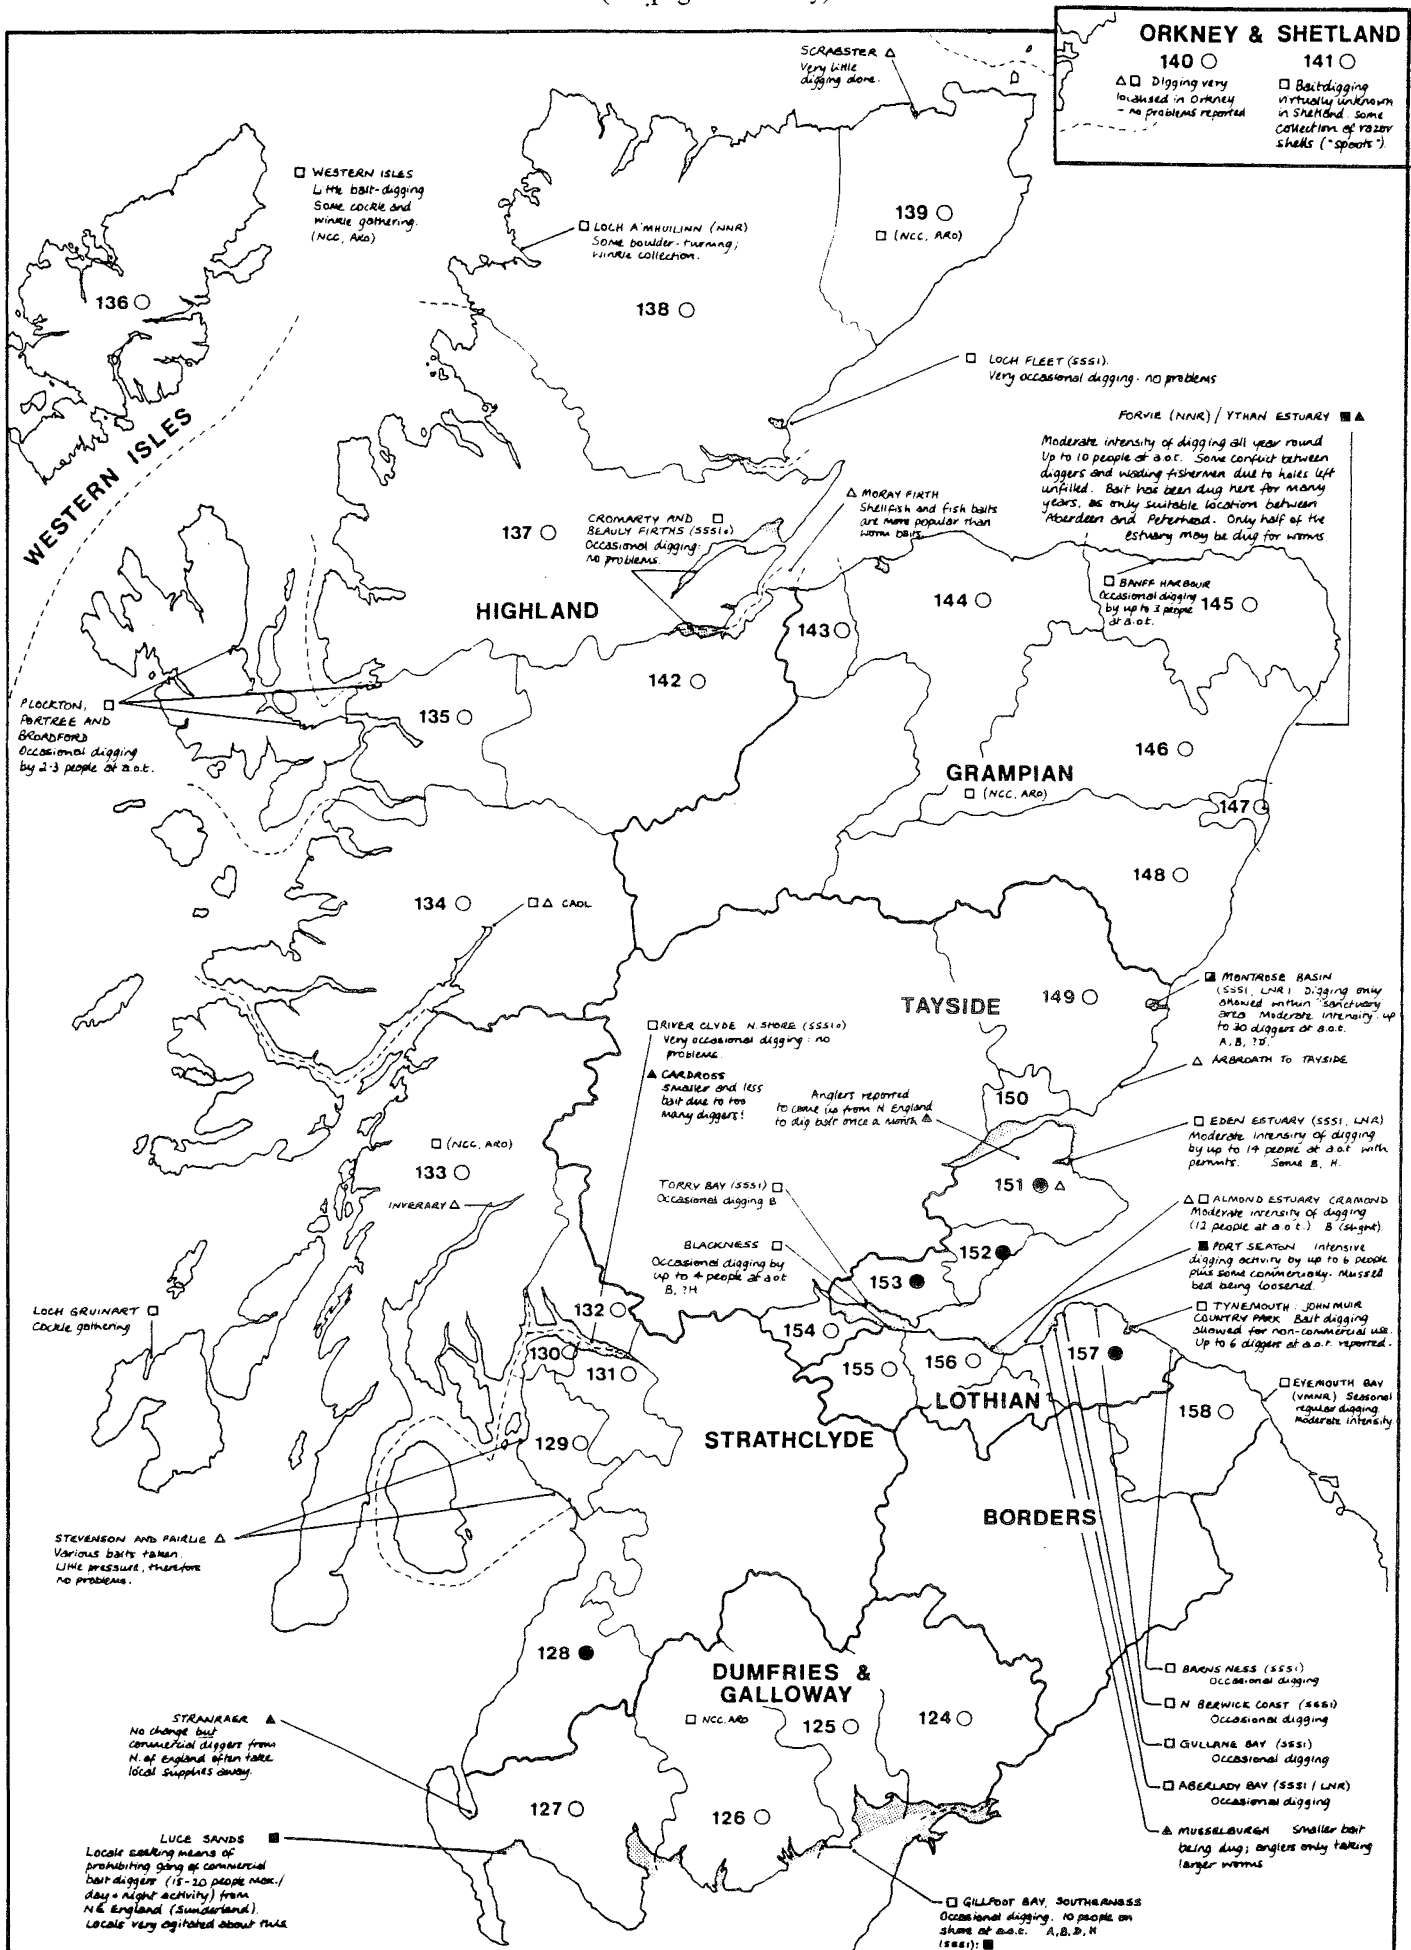 ORKNEY & SHETLAND
140
141
Digging very
localised in Orkney
- no problems reported
Baitdigging
virtually unknown
in Shetland. Some
collection of razor
shells ("spoots").
SCRABSTER
Very little
digging done.
WESTERN ISLES
Little bait-digging
Some cockle and
winkle gathering.
(NCC, ARO)
LOCH A'MHUILINN (NNR)
Some boulder-turning;
winkle collection.
139
(NCC, ARO)
136
138
WESTERN ISLES
LOCH FLEET (SSSI).
Very occasional digging - no problems
FORVIE (NNR) / YTHAN ESTUARY
Moderate intensity of digging all year round
Up to 10 people at a.o.t. Some conflict between
diggers and wading fishermen due to holes left
unfilled. Bait has been dug here for many
years, as only suitable location between
Aberdeen and Peterhead. Only half of the
estuary may be dug for worms
MORAY FIRTH
Shellfish and fish baits
are more popular than
worm baits.
CROMARTY AND
BEAULY FIRTHS (SSSIs)
Occasional digging:
no problems.
137
HIGHLAND
BANFF HARBOUR
Occasional digging
by up to 3 people
at a.o.t.
145
144
143
142
PLOCKTON,
PORTREE AND
BROADFORD
Occasional digging
by 2-3 people at a.o.t.
135
146
GRAMPIAN
(NCC, ARO)
147
148
134
CAOL
MONTROSE BASIN
(SSSI, LNR) Digging only
allowed within sanctuary
area Moderate intensity. up
to 30 diggers at a.o.t.
A, B, ?D.
TAYSIDE
149
RIVER CLYDE N. SHORE (SSSIs)
Very occasional digging: no
problems.
CARDROSS
Smaller and less
bait due to too
many diggers!
ARBROATH TO TAYSIDE
150
Anglers reported
to come up from N England
to dig bait once a month
EDEN ESTUARY (SSSI, LNR)
Moderate intensity of digging
by up to 14 people at a.o.t with
permits. Some B, H.
(NCC, ARO)
133
INVERARY
151
TORRY BAY (SSSI)
Occasional digging B
ALMOND ESTUARY CRAMOND
Moderate intensity of digging
(12 people at a.o.t.) B (slight)
152
BLACKNESS
Occasional digging by
up to 4 people at a.o.t
B, ?H
153
PORT SEATON Intensive
digging activity by up to 6 people
plus some commercially. Mussel
bed being loosened.
LOCH GRUINART
Cockle gathering
132
TYNEMOUTH: JOHN MUIR
COUNTRY PARK Bait digging
allowed for non-commercial use.
Up to 6 diggers at a.o.t. reported.
154
130
131
155
156
157
LOTHIAN
EYEMOUTH BAY
(VMNR) Seasonal
regular digging.
Moderate intensity
158
129
STRATHCLYDE
BORDERS
STEVENSON AND FAIRLIE
Various baits taken.
Little pressure, therefore
no problems.
128
DUMFRIES &
GALLOWAY
NCC, ARO
125
124
BARNS NESS (SSSI)
Occasional digging
N BERWICK COAST (SSSI)
Occasional digging
GULLANE BAY (SSSI)
Occasional digging
ABERLADY BAY (SSSI / LNR)
Occasional digging
MUSSELBURGH Smaller bait
being dug; anglers only taking
larger worms
STRANRAER
No change but
commercial diggers from
N. of England often take
local supplies away.
127
126
LUCE SANDS
Locals seeking means of
prohibiting gang of commercial
bait diggers (15-20 people max./
day + night activity) from
NE England (Sunderland).
Locals very agitated about this
GILLFOOT BAY, SOUTHERNESS
Occasional digging. 10 people on
shore at a.o.t. A, B, D, H
(SSSI):